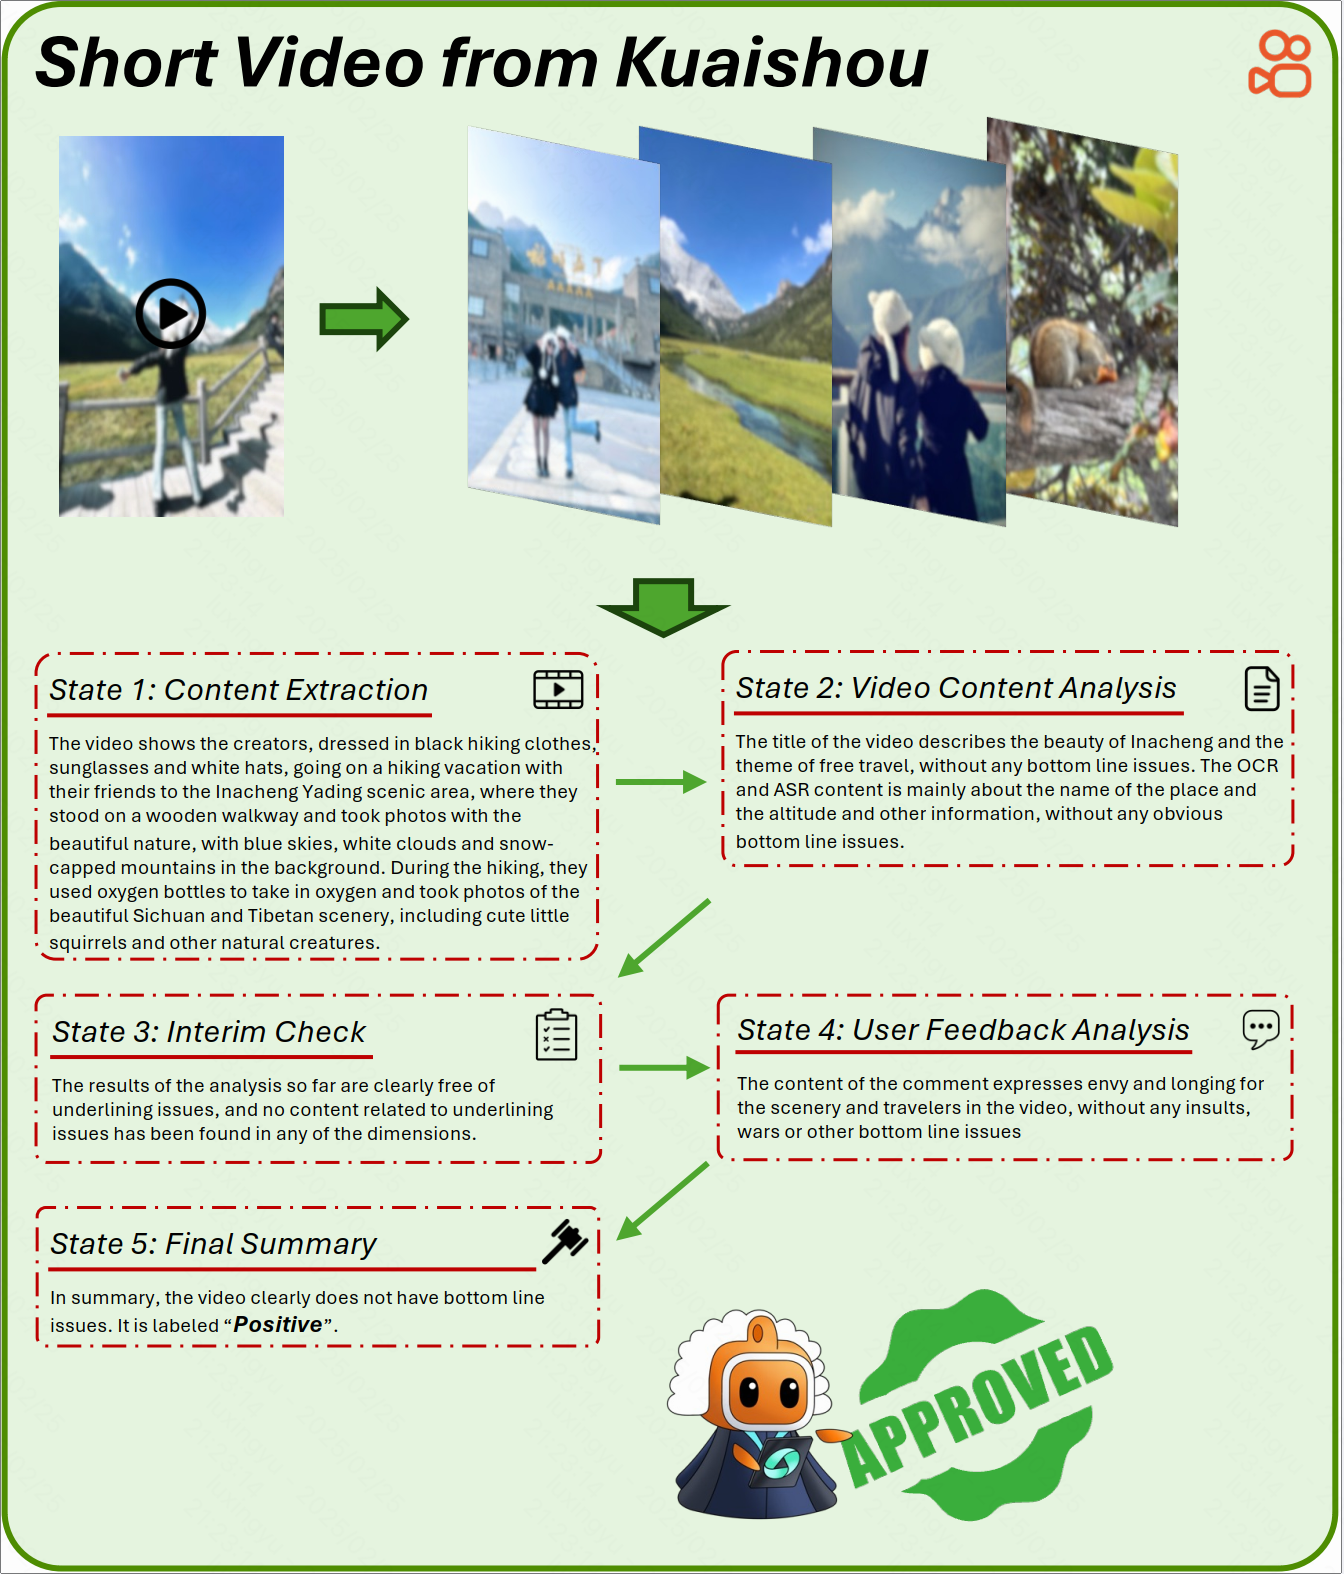 Short Video from Kuaishou
稻城亚丁
AAAAA
State 1: Content Extraction
The video shows the creators, dressed in black hiking clothes,
sunglasses and white hats, going on a hiking vacation with
their friends to the Inacheng Yading scenic area, where they
stood on a wooden walkway and took photos with the
beautiful nature, with blue skies, white clouds and snow-
capped mountains in the background. During the hiking, they
used oxygen bottles to take in oxygen and took photos of the
beautiful Sichuan and Tibetan scenery, including cute little
squirrels and other natural creatures.
State 2: Video Content Analysis
The title of the video describes the beauty of Inacheng and the
theme of free travel, without any bottom line issues. The OCR
and ASR content is mainly about the name of the place and
the altitude and other information, without any obvious
bottom line issues.
State 3: Interim Check
The results of the analysis so far are clearly free of
underlining issues, and no content related to underlining
issues has been found in any of the dimensions.
State 4: User Feedback Analysis
The content of the comment expresses envy and longing for
the scenery and travelers in the video, without any insults,
wars or other bottom line issues
State 5: Final Summary
In summary, the video clearly does not have bottom line
issues. It is labeled “Positive”.
APPROVED